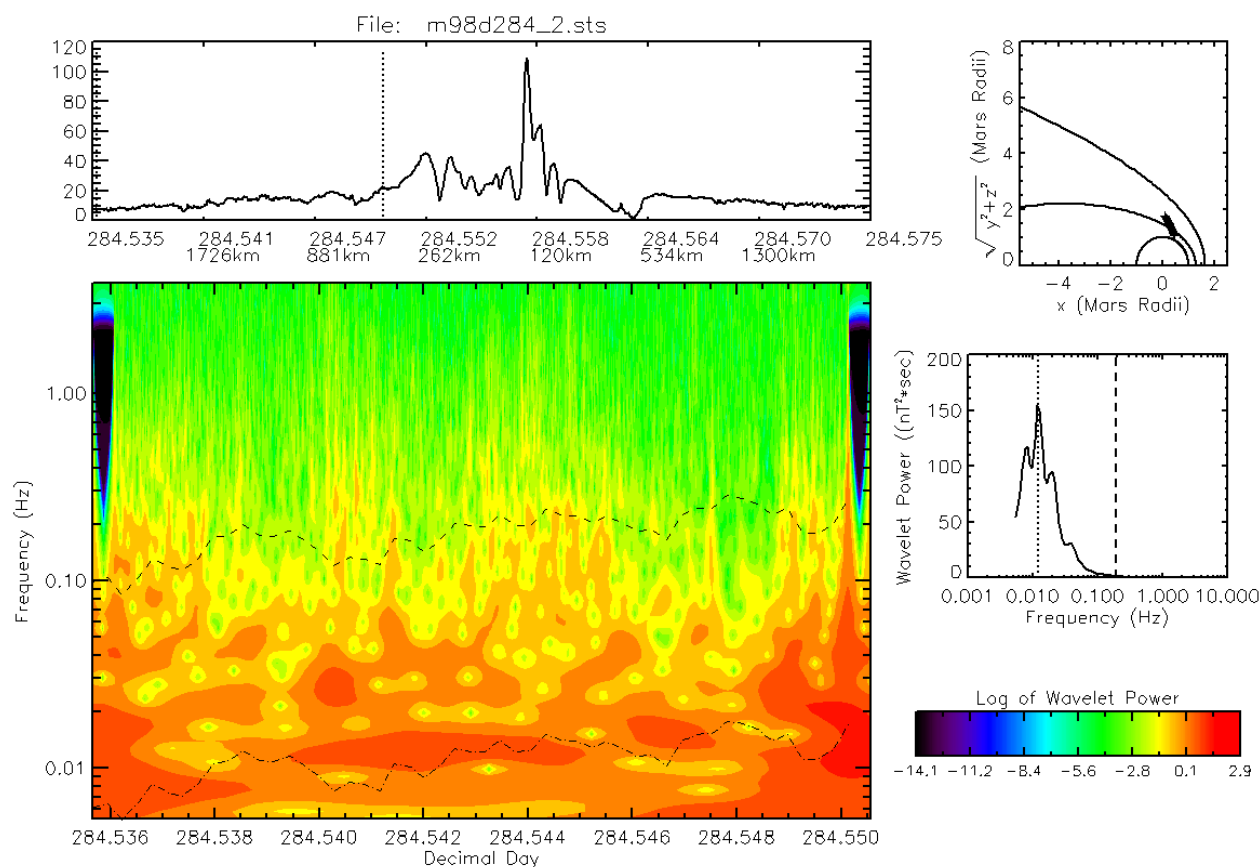 File: m98d284_2.sts
120
100
80
60
40
20
0
284.535 284.541 284.547 284.552 284.558 284.564 284.570 284.575
1726km 881km 262km 120km 534km 1300km
8
6
4
2
0
√y²+z² (Mars Radii)
−4 −2 0 2
x (Mars Radii)
1.00
0.10
0.01
Frequency (Hz)
284.536 284.538 284.540 284.542 284.544 284.546 284.548 284.550
Decimal Day
200
150
100
50
0
Wavelet Power ((nT²*sec)
0.001 0.010 0.100 1.000 10.000
Frequency (Hz)
Log of Wavelet Power
−14.1 −11.2 −8.4 −5.6 −2.8 0.1 2.9